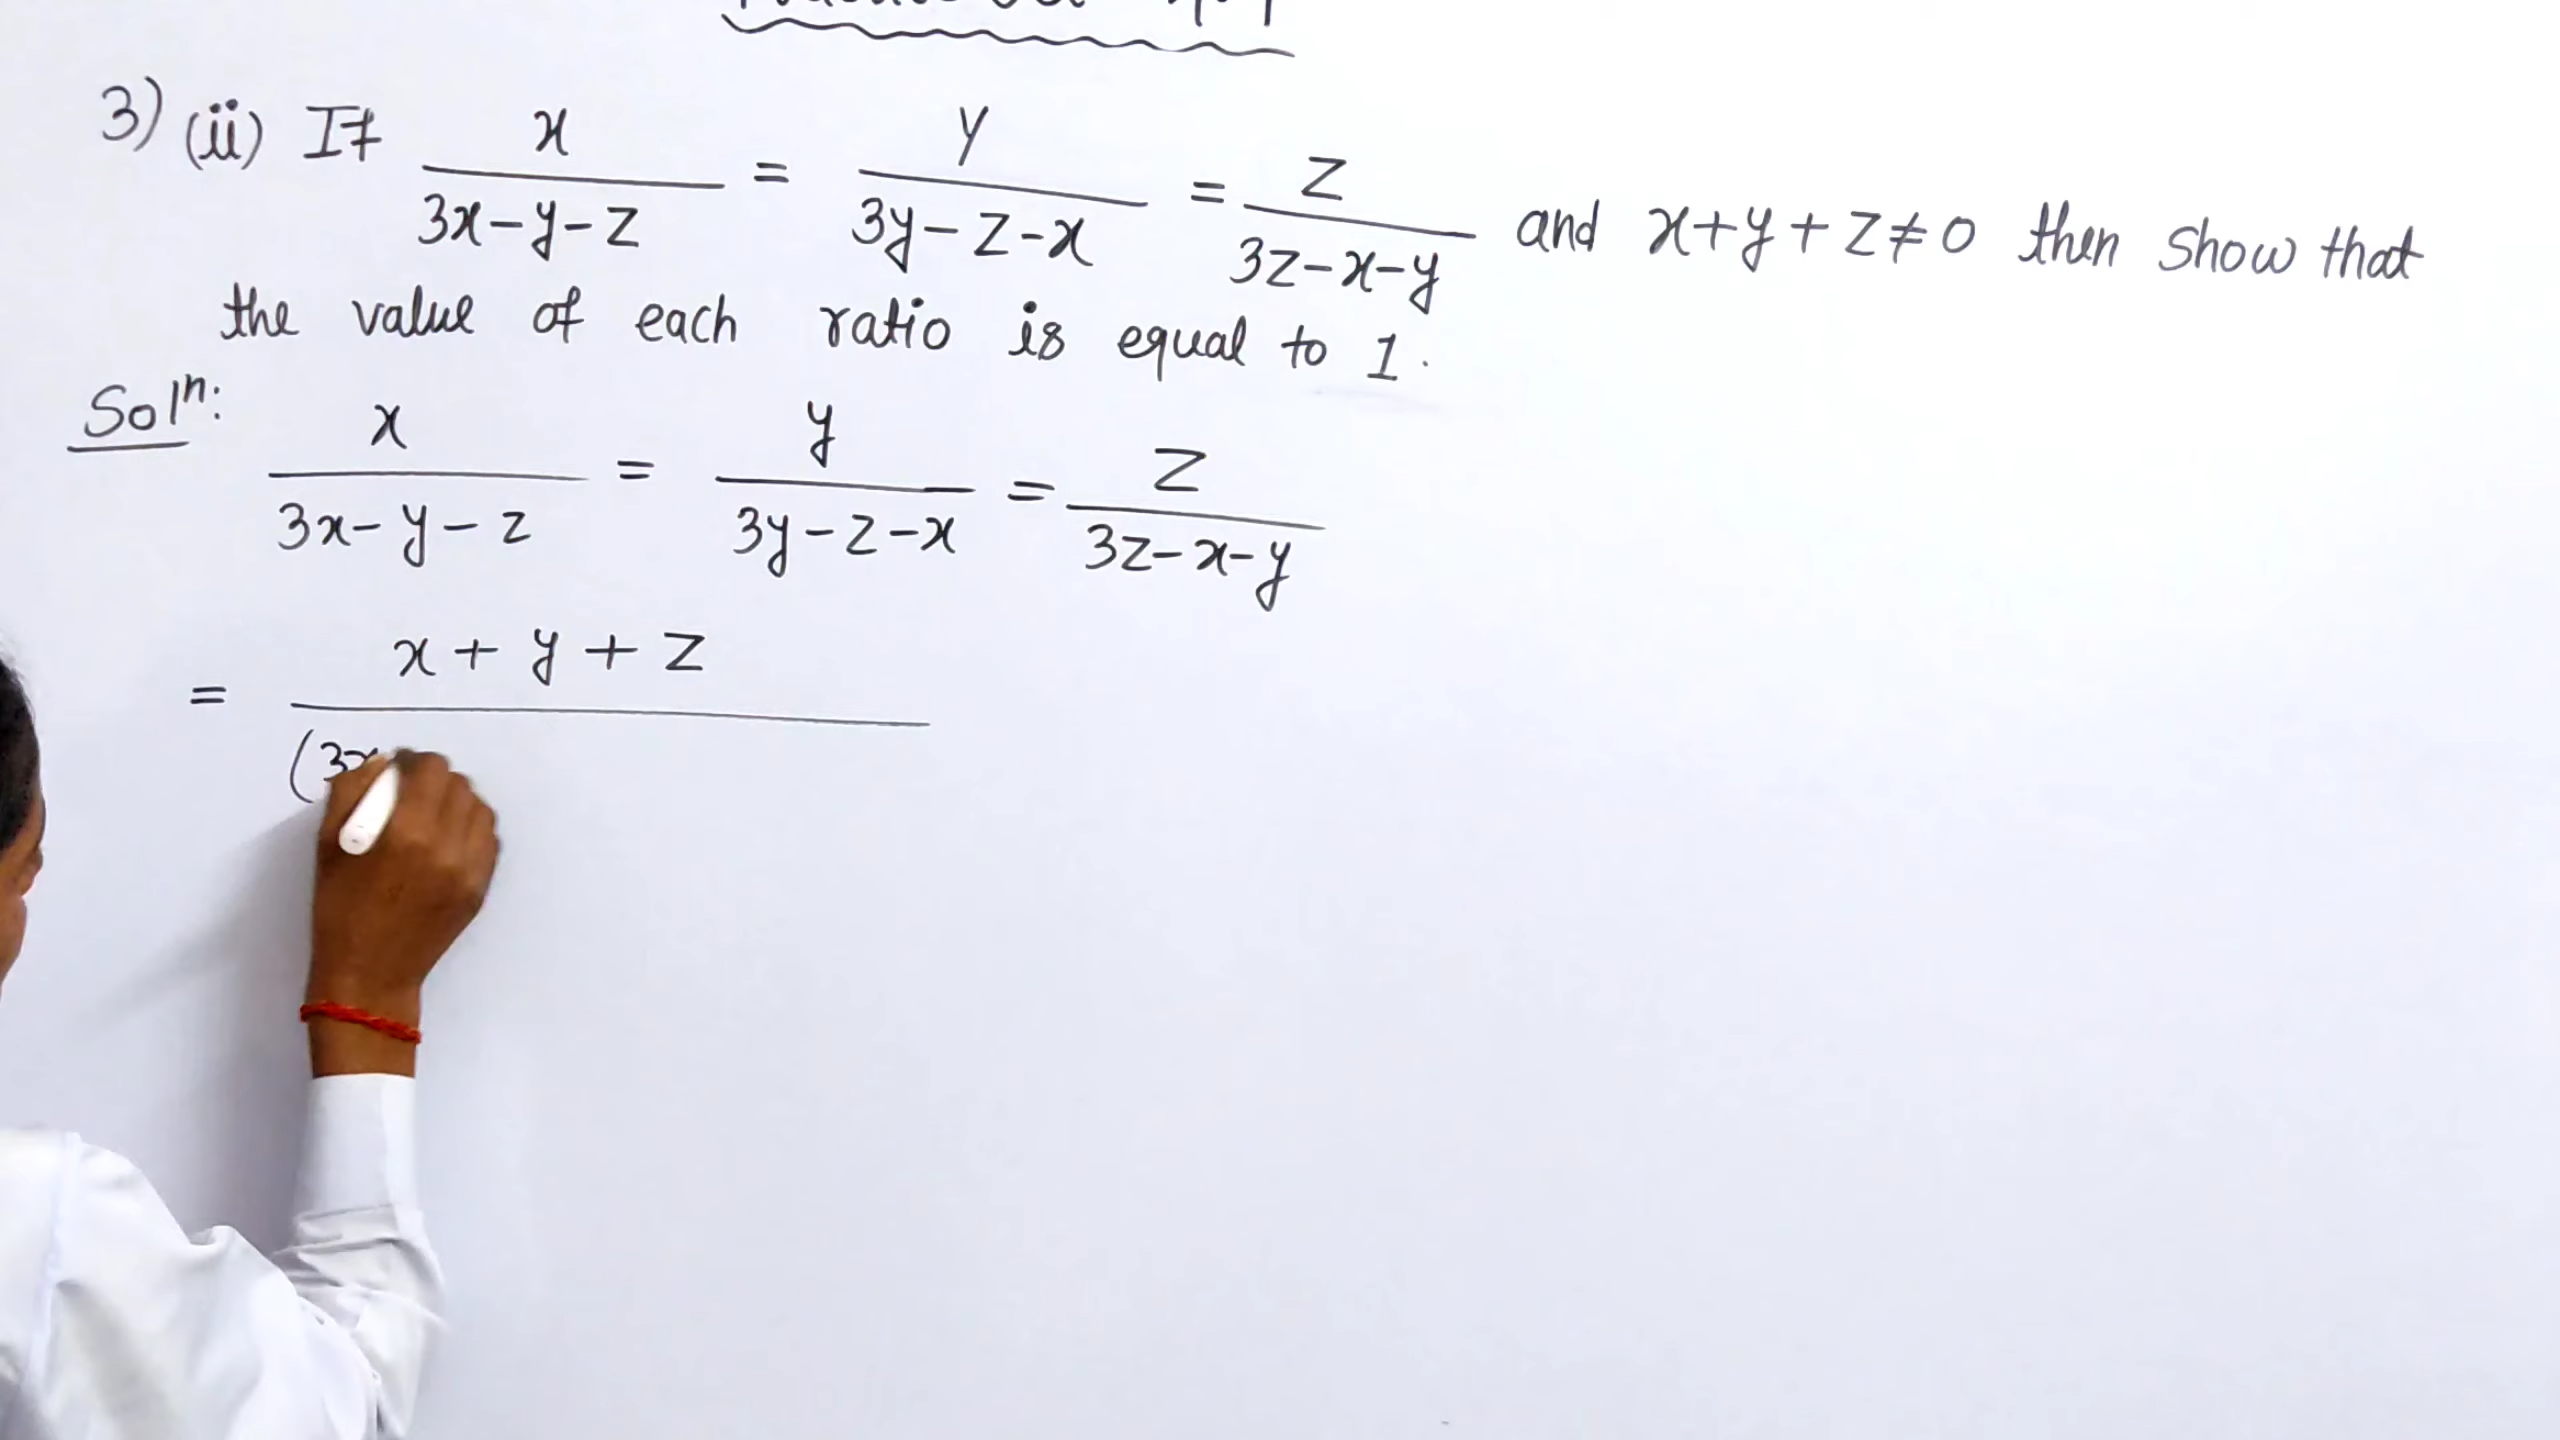 3) (ii) If x/(3x-y-z) = y/(3y-z-x) = z/(3z-x-y) and x+y+z≠0 then show that
the value of each ratio is equal to 1.
Solⁿ:
x/(3x-y-z) = y/(3y-z-x) = z/(3z-x-y)
= x+y+z
(3x